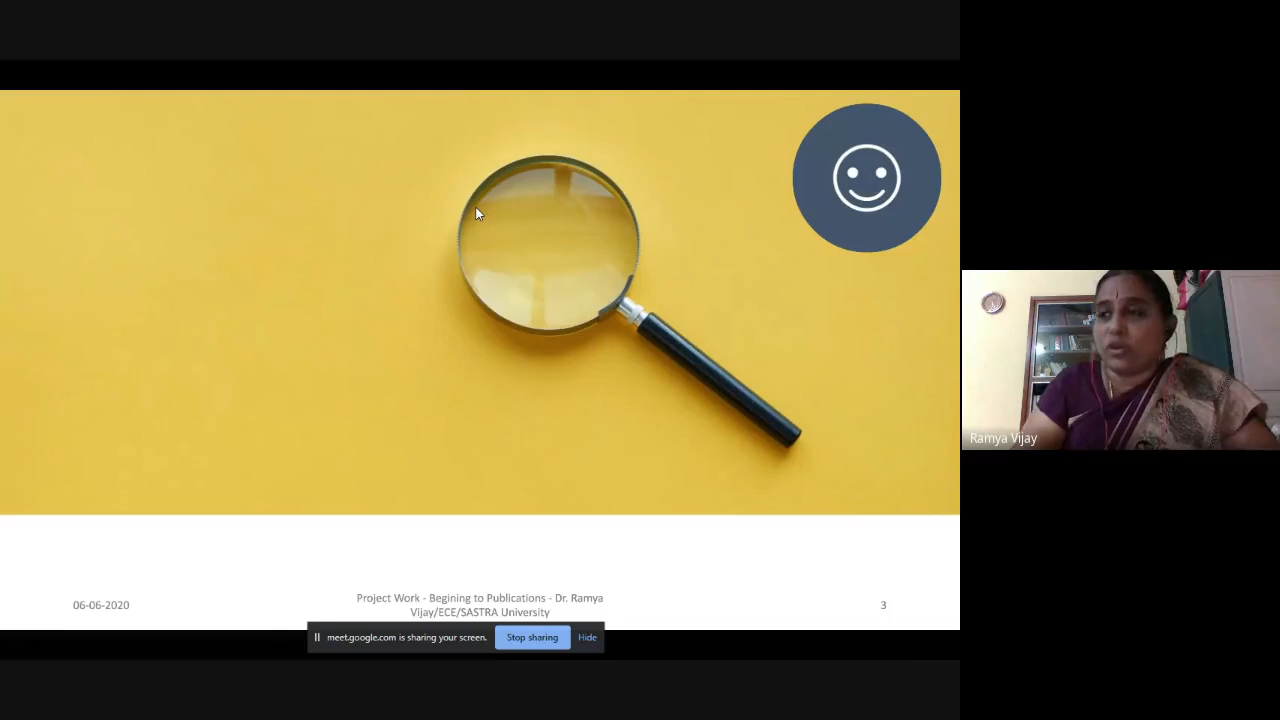 Ramya Vijay
06-06-2020
Project Work - Begining to Publications - Dr. Ramya
Vijay/ECE/SASTRA University
3
meet.google.com is sharing your screen.
Stop sharing
Hide